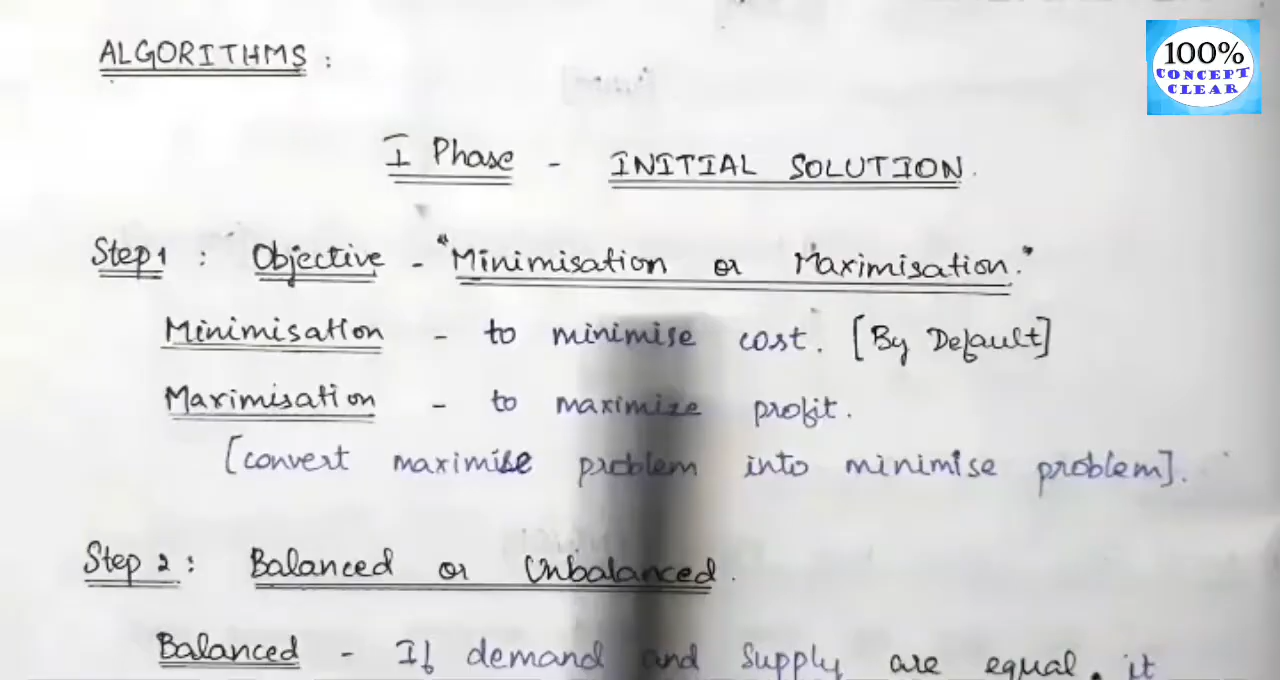 ALGORITHMS :
100%
CONCEPT
CLEAR
I Phase - INITIAL SOLUTION.
Step 1 : Objective - "Minimisation or Maximisation."
Minimisation - to minimise cost. [By Default]
Maximisation - to maximize profit.
[convert maximise problem into minimise problem].
Step 2 : Balanced or Unbalanced.
Balanced - If demand and supply are equal, it